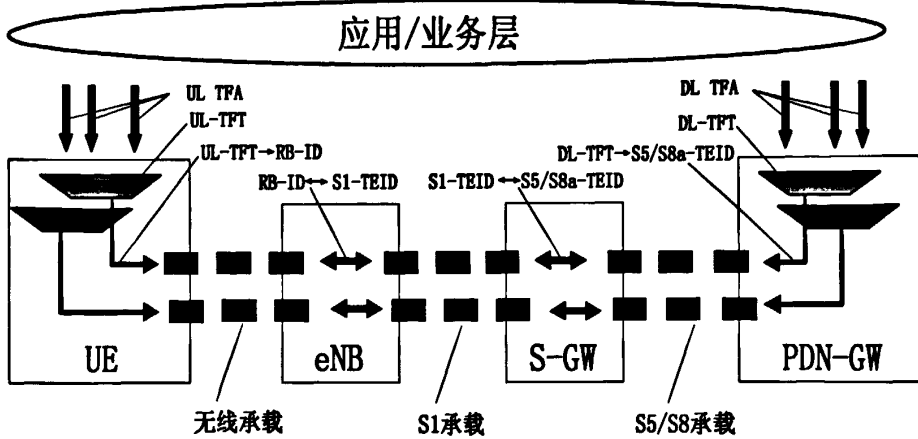 应用/业务层
UL TFA
DL TFA
UL-TFT
DL-TFT
UL-TFT→RB-ID
DL-TFT→S5/S8a-TEID
RB-ID↔S1-TEID
S1-TEID↔S5/S8a-TEID
UE
eNB
S-GW
PDN-GW
无线承载
S1承载
S5/S8承载